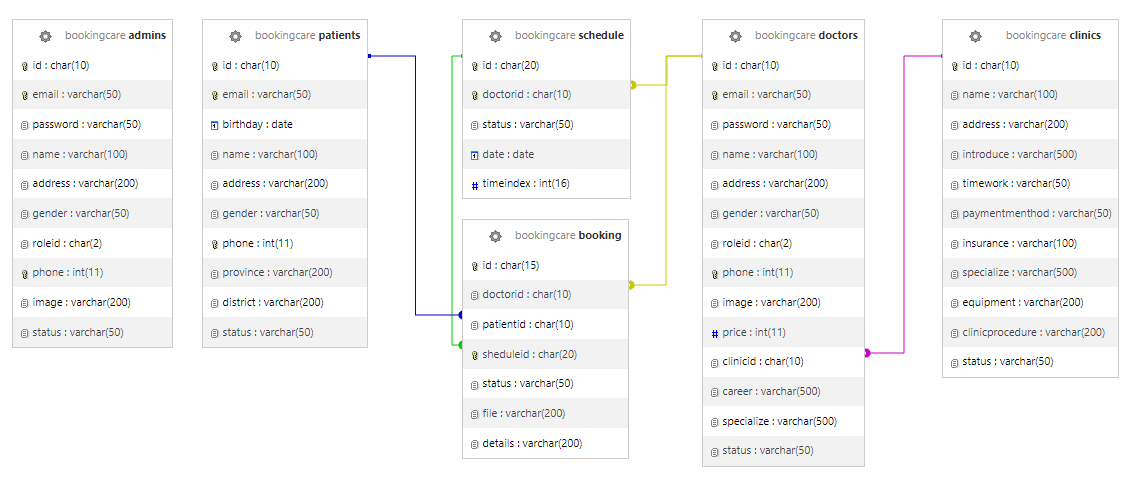 bookingcare admins
id : char(10)
email : varchar(50)
password : varchar(50)
name : varchar(100)
address : varchar(200)
gender : varchar(50)
roleid : char(2)
phone : int(11)
image : varchar(200)
status : varchar(50)
bookingcare patients
id : char(10)
email : varchar(50)
birthday : date
name : varchar(100)
address : varchar(200)
gender : varchar(50)
phone : int(11)
province : varchar(200)
district : varchar(200)
status : varchar(50)
bookingcare schedule
id : char(20)
doctorid : char(10)
status : varchar(50)
date : date
# timeindex : int(16)
bookingcare booking
id : char(15)
doctorid : char(10)
patientid : char(10)
sheduleid : char(20)
status : varchar(50)
file : varchar(200)
details : varchar(200)
bookingcare doctors
id : char(10)
email : varchar(50)
password : varchar(50)
name : varchar(100)
address : varchar(200)
gender : varchar(50)
roleid : char(2)
phone : int(11)
image : varchar(200)
# price : int(11)
clinicid : char(10)
career : varchar(500)
specialize : varchar(500)
status : varchar(50)
bookingcare clinics
id : char(10)
name : varchar(100)
address : varchar(200)
introduce : varchar(500)
timework : varchar(50)
paymentmenthod : varchar(50)
insurance : varchar(100)
specialize : varchar(500)
equipment : varchar(200)
clinicprocedure : varchar(200)
status : varchar(50)